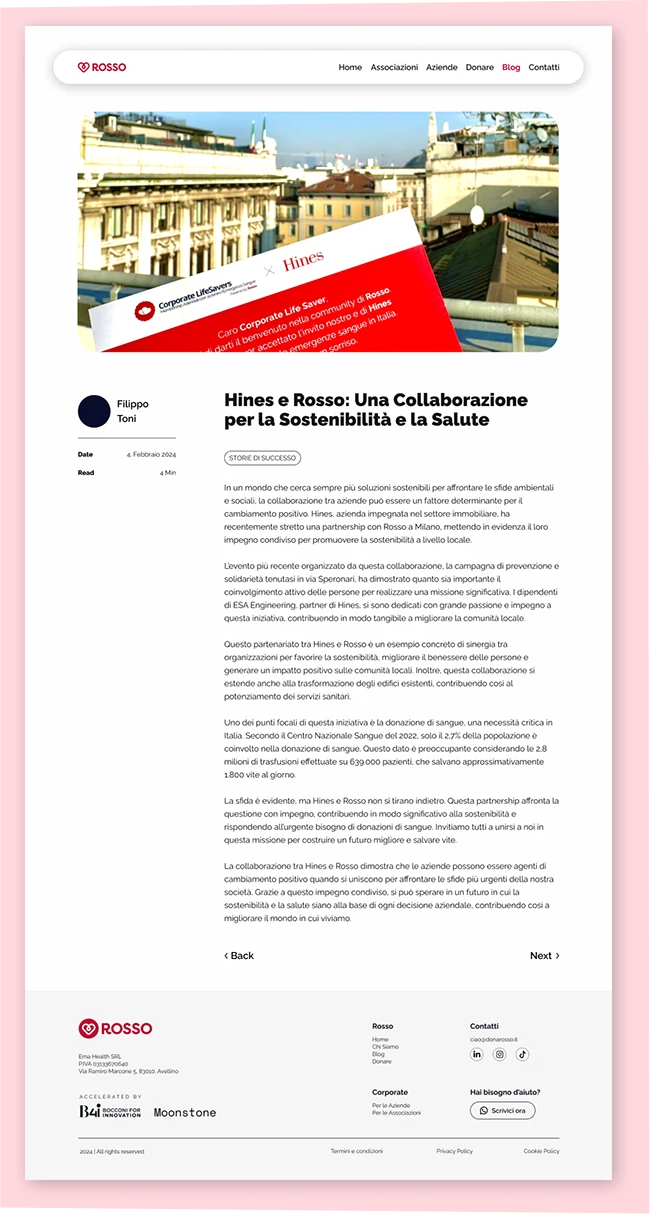 ROSSO
Home Associazioni Aziende Donare Blog Contatti
Corporate LifeSavers
Hines
Caro Corporate Life Saver,
di darti il benvenuto nella community di Rosso
accettato l'invito nostro e di Hines
emergenze sangue in Italia.
un sorriso.
Filippo
Toni
Date 4. Febbraio 2024
Read 4 Min
Hines e Rosso: Una Collaborazione
per la Sostenibilità e la Salute
STORIE DI SUCCESSO
In un mondo che cerca sempre più soluzioni sostenibili per affrontare le sfide ambientali
e sociali, la collaborazione tra aziende può essere un fattore determinante per il
cambiamento positivo. Hines, azienda impegnata nel settore immobiliare, ha
recentemente stretto una partnership con Rosso a Milano, mettendo in evidenza il loro
impegno condiviso per promuovere la sostenibilità a livello locale.
L'evento più recente organizzato da questa collaborazione, la campagna di prevenzione e
solidarietà tenutasi in via Speronari, ha dimostrato quanto sia importante il
coinvolgimento attivo delle persone per realizzare una missione significativa. I dipendenti
di ESA Engineering, partner di Hines, si sono dedicati con grande passione e impegno a
questa iniziativa, contribuendo in modo tangibile a migliorare la comunità locale.
Questo partenariato tra Hines e Rosso è un esempio concreto di sinergia tra
organizzazioni per favorire la sostenibilità, migliorare il benessere delle persone e
generare un impatto positivo sulle comunità locali. Inoltre, questa collaborazione si
estende anche alla trasformazione degli edifici esistenti, contribuendo così al
potenziamento dei servizi sanitari.
Uno dei punti focali di questa iniziativa è la donazione di sangue, una necessità critica in
Italia. Secondo il Centro Nazionale Sangue del 2022, solo il 2,7% della popolazione è
coinvolto nella donazione di sangue. Questo dato è preoccupante considerando le 2,8
milioni di trasfusioni effettuate su 639.000 pazienti, che salvano approssimativamente
1.800 vite al giorno.
La sfida è evidente, ma Hines e Rosso non si tirano indietro. Questa partnership affronta la
questione con impegno, contribuendo in modo significativo alla sostenibilità e
rispondendo all'urgente bisogno di donazioni di sangue. Invitiamo tutti a unirsi a noi in
questa missione per costruire un futuro migliore e salvare vite.
La collaborazione tra Hines e Rosso dimostra che le aziende possono essere agenti di
cambiamento positivo quando si uniscono per affrontare le sfide più urgenti della nostra
società. Grazie a questo impegno condiviso, si può sperare in un futuro in cui la
sostenibilità e la salute siano alla base di ogni decisione aziendale, contribuendo così a
migliorare il mondo in cui viviamo.
Back Next
ROSSO
Ema Health SRL
P.IVA 03133670640
Via Ramiro Marcone 5, 83010, Avellino
ACCELERATED BY
B4i BOCCONI FOR
INNOVATION
Moonstone
Rosso
Home
Chi Siamo
Blog
Donare
Contatti
ciao@donarosso.it
Corporate
Per le Aziende
Per le Associazioni
Hai bisogno d'aiuto?
Scrivici ora
2024 | All rights reserved Termini e condizioni Privacy Policy Cookie Policy